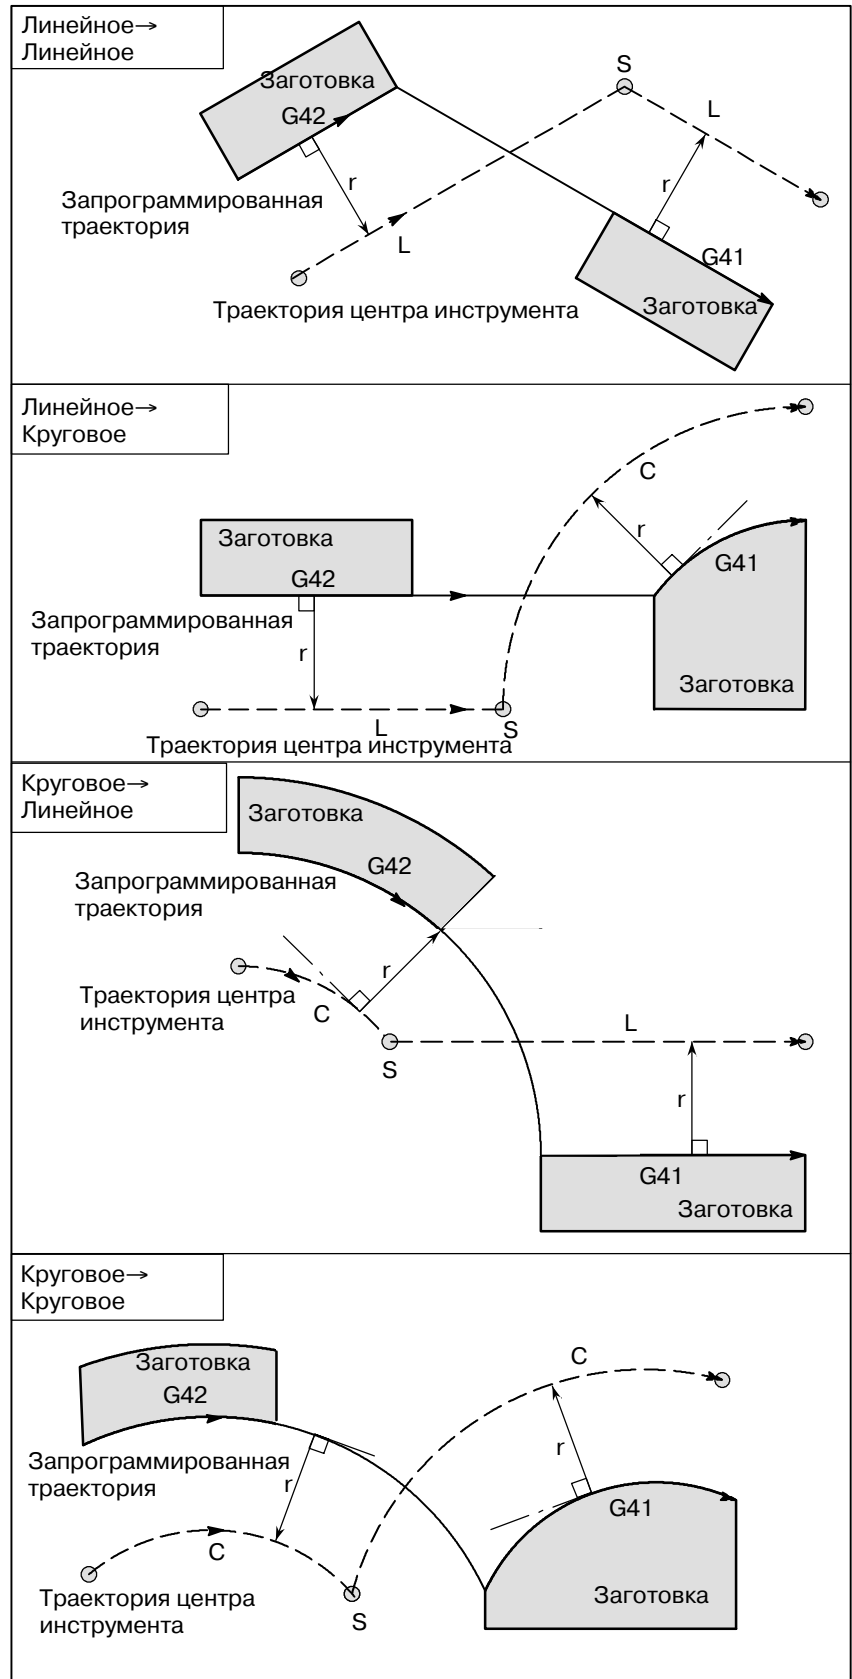 Линейное→
Линейное
Заготовка
G42
S
L
r
r
Запрограммированная
траектория
L
G41
Заготовка
Траектория центра инструмента
Линейное→
Круговое
C
Заготовка
r
G42
G41
Запрограммированная
траектория
r
Заготовка
L
S
Траектория центра инструмента
Круговое→
Линейное
Заготовка
G42
Запрограммированная
траектория
r
Траектория центра
инструмента
C
L
S
r
G41
Заготовка
Круговое→
Круговое
Заготовка
C
G42
r
Запрограммированная
траектория
r
G41
C
Траектория центра
инструмента
S
Заготовка